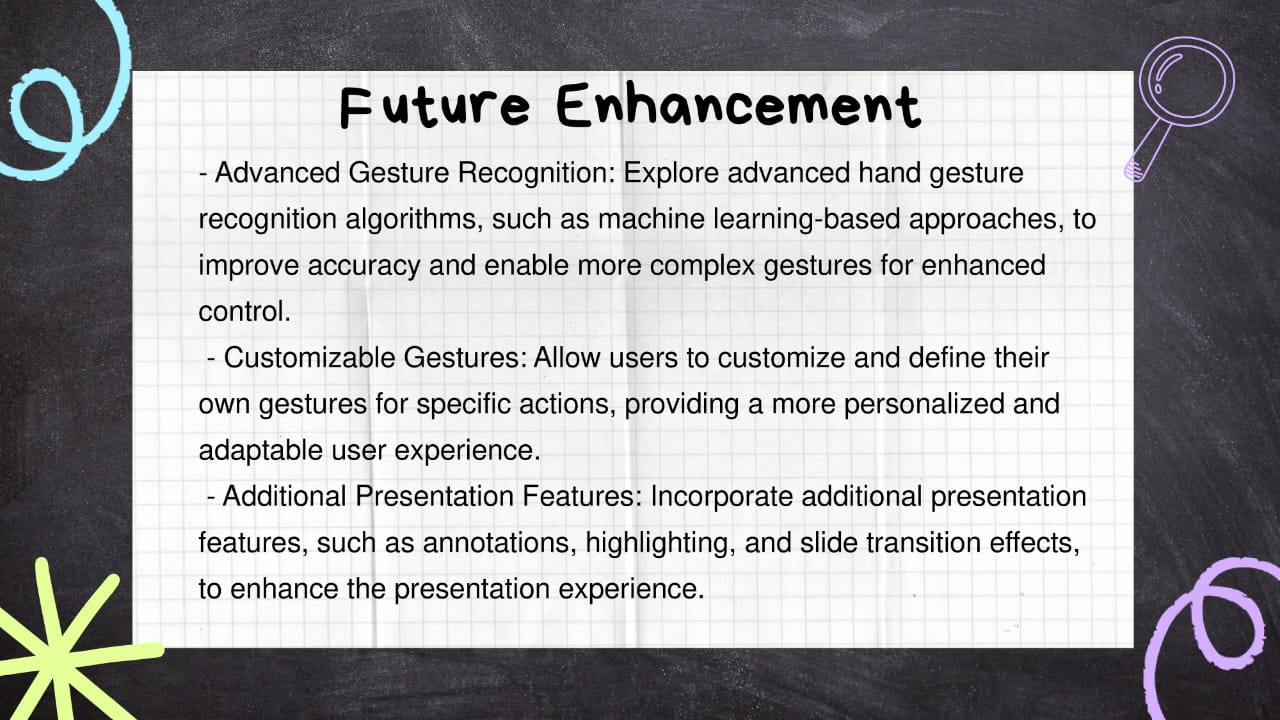 Future Enhancement
- Advanced Gesture Recognition: Explore advanced hand gesture
recognition algorithms, such as machine learning-based approaches, to
improve accuracy and enable more complex gestures for enhanced
control.
- Customizable Gestures: Allow users to customize and define their
own gestures for specific actions, providing a more personalized and
adaptable user experience.
- Additional Presentation Features: Incorporate additional presentation
features, such as annotations, highlighting, and slide transition effects,
to enhance the presentation experience.